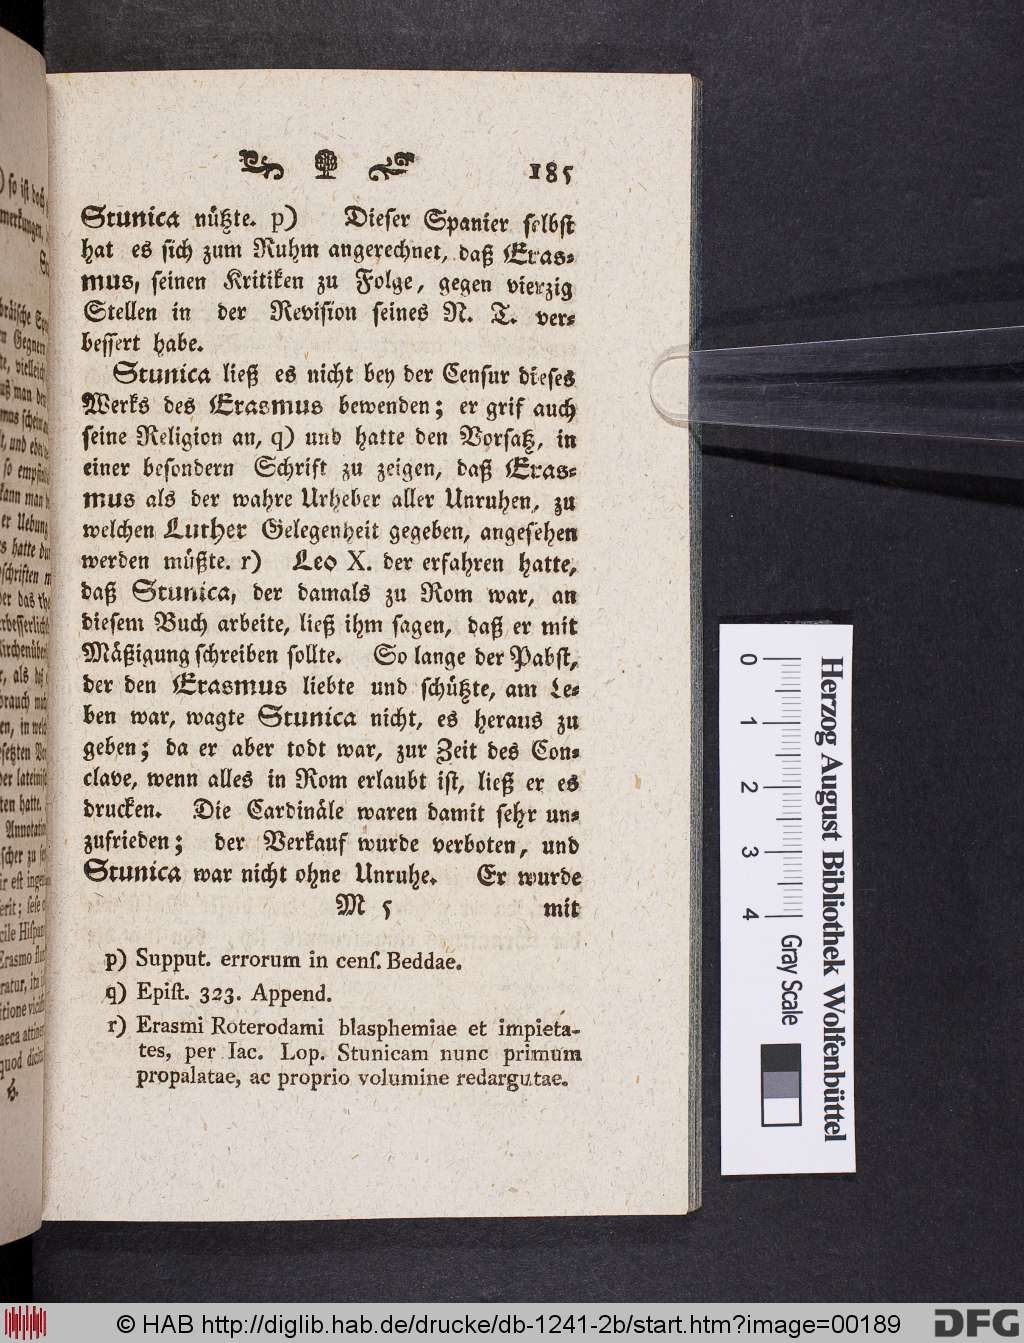 185
Stunica nützte. p) Dieser Spanier selbst
hat es sich zum Ruhm angerechnet, daß Eras-
mus, seinen Kritiken zu Folge, gegen vierzig
Stellen in der Revision seines N. T. ver-
bessert habe.
Stunica ließ es nicht bey der Censur dieses
Werks des Erasmus bewenden; er grif auch
seine Religion an, q) und hatte den Vorsatz, in
einer besondern Schrift zu zeigen, daß Eras-
mus als der wahre Urheber aller Unruhen, zu
welchen Luther Gelegenheit gegeben, angesehen
werden müßte. r) Leo X. der erfahren hatte,
daß Stunica, der damals zu Rom war, an
diesem Buch arbeite, ließ ihm sagen, daß er mit
Mäßigung schreiben sollte. So lange der Pabst,
der den Erasmus liebte und schützte, am Le-
ben war, wagte Stunica nicht, es heraus zu
geben; da er aber todt war, zur Zeit des Con-
clave, wenn alles in Rom erlaubt ist, ließ er es
drucken. Die Cardinäle waren damit sehr un-
zufrieden; der Verkauf wurde verboten, und
Stunica war nicht ohne Unruhe. Er wurde
M 5 mit
p) Supput. errorum in cenſ. Beddae.
q) Epiſt. 323. Append.
r) Erasmi Roterodami blasphemiae et impieta-
tes, per Iac. Lop. Stunicam nunc primum
propalatae, ac proprio volumine redargutae.
0 1 2 3 4
Gray Scale
Herzog August Bibliothek Wolfenbüttel
© HAB http://diglib.hab.de/drucke/db-1241-2b/start.htm?image=00189
DFG